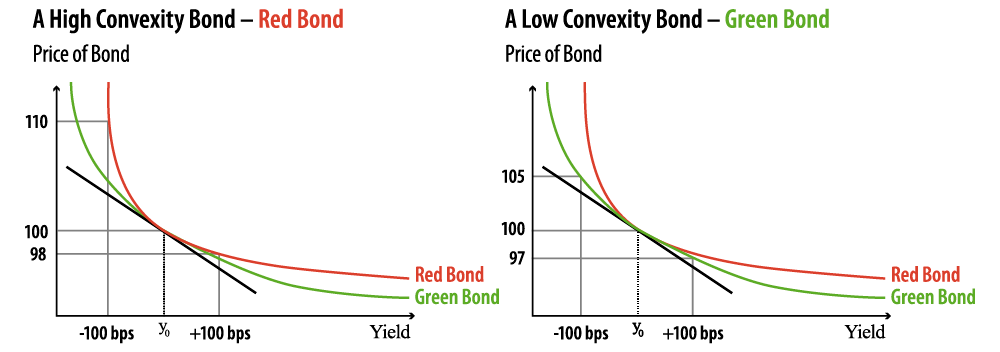 A High Convexity Bond – Red Bond
Price of Bond
110
100
98
Red Bond
Green Bond
-100 bps
y₀
+100 bps
Yield
A Low Convexity Bond – Green Bond
Price of Bond
105
100
97
Red Bond
Green Bond
-100 bps
y₀
+100 bps
Yield